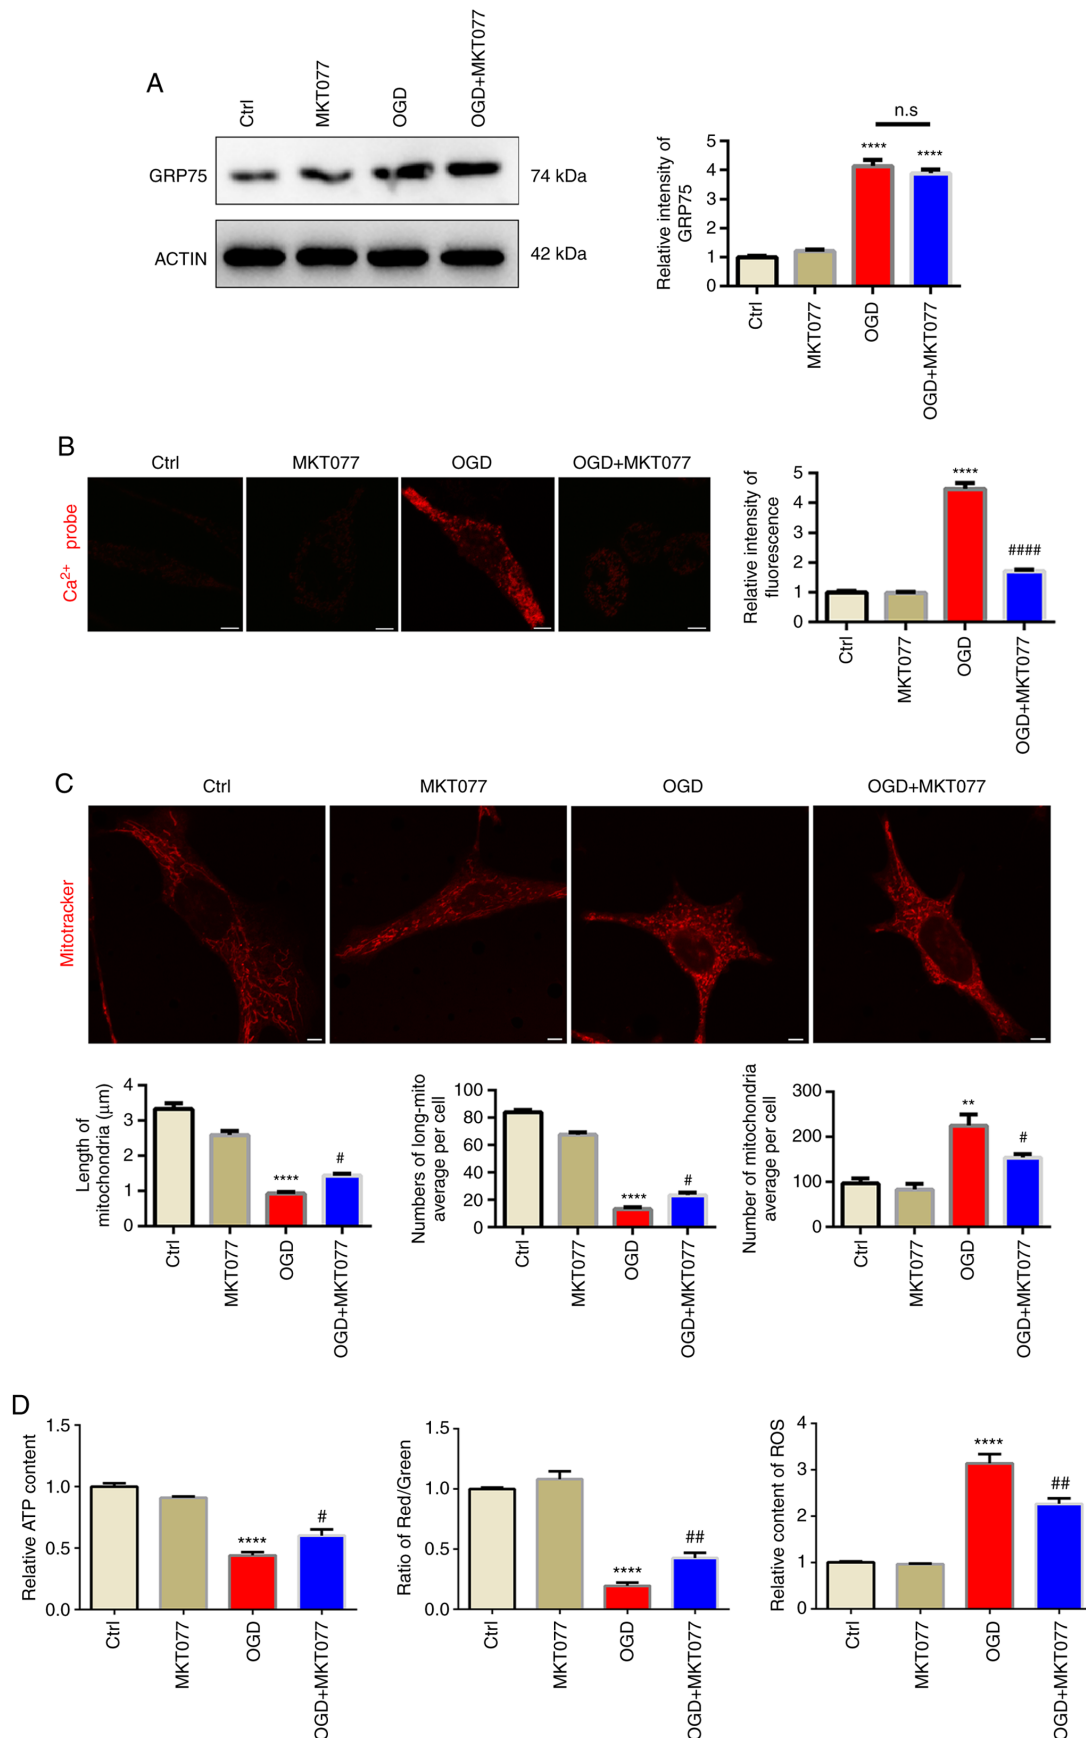 A
Ctrl
MKT077
OGD
OGD+MKT077
GRP75
74 kDa
ACTIN
42 kDa
n.s
Relative intensity of
GRP75
5
4
3
2
1
0
****
****
Ctrl
MKT077
OGD
OGD+MKT077
B
Ctrl
MKT077
OGD
OGD+MKT077
Ca²⁺ probe
Relative intensity of
fluorescence
5
4
3
2
1
0
****
####
Ctrl
MKT077
OGD
OGD+MKT077
C
Ctrl
MKT077
OGD
OGD+MKT077
Mitotracker
Length of
mitochondria (μm)
4
3
2
1
0
****
#
Ctrl
MKT077
OGD
OGD+MKT077
Numbers of long-mito
average per cell
100
80
60
40
20
0
****
#
Ctrl
MKT077
OGD
OGD+MKT077
Number of mitochondria
average per cell
300
200
100
0
**
#
Ctrl
MKT077
OGD
OGD+MKT077
D
Relative ATP content
1.5
1.0
0.5
0.0
****
#
Ctrl
MKT077
OGD
OGD+MKT077
Ratio of Red/Green
1.5
1.0
0.5
0.0
****
##
Ctrl
MKT077
OGD
OGD+MKT077
Relative content of ROS
4
3
2
1
0
****
##
Ctrl
MKT077
OGD
OGD+MKT077